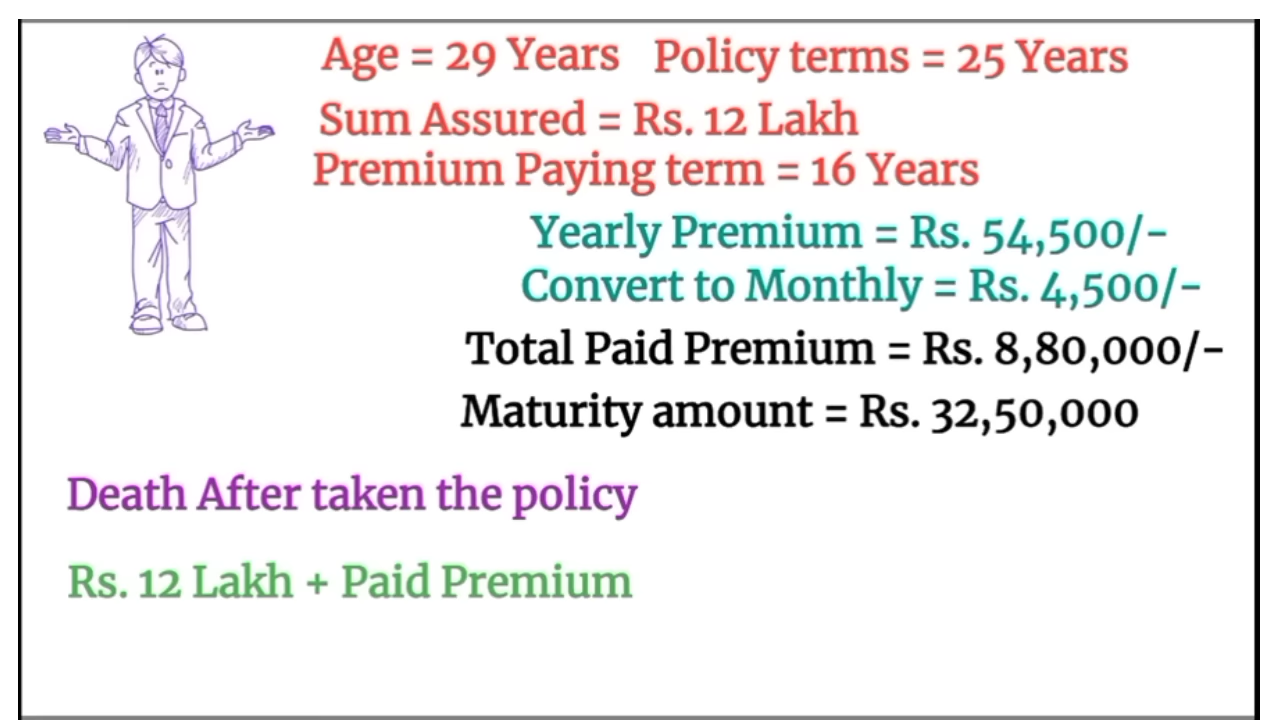 Age = 29 Years Policy terms = 25 Years
Sum Assured = Rs. 12 Lakh
Premium Paying term = 16 Years
Yearly Premium = Rs. 54,500/-
Convert to Monthly = Rs. 4,500/-
Total Paid Premium = Rs. 8,80,000/-
Maturity amount = Rs. 32,50,000
Death After taken the policy
Rs. 12 Lakh + Paid Premium